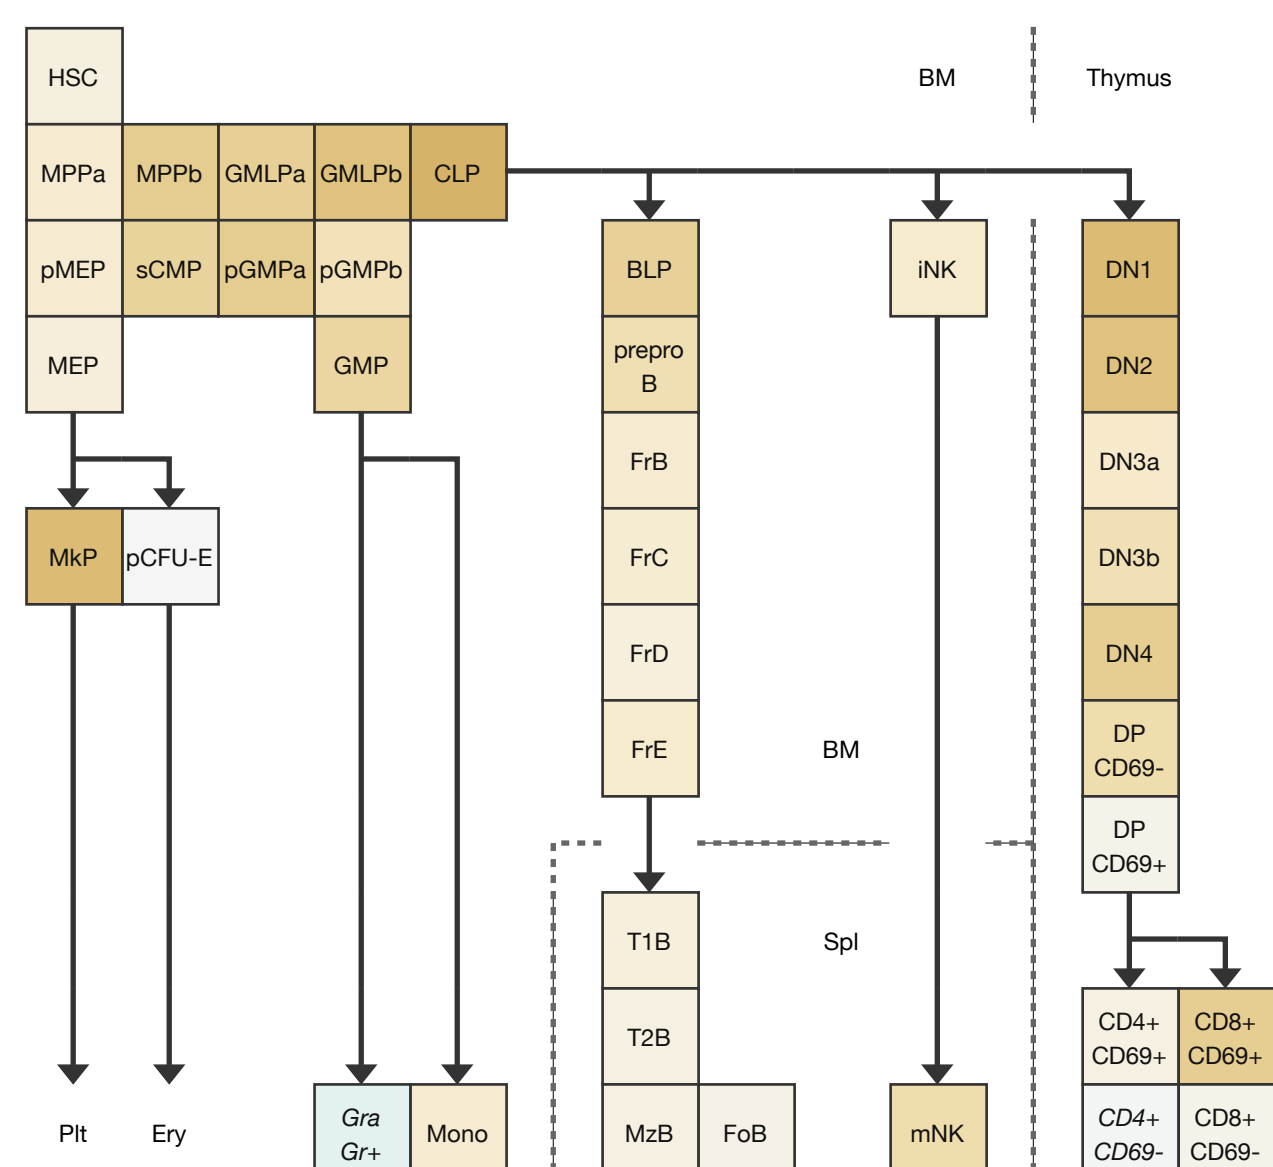 HSC
BM
Thymus
MPPa
MPPb
GMLPa
GMLPb
CLP
pMEP
sCMP
pGMPa
pGMPb
BLP
iNK
DN1
MEP
GMP
prepro
B
DN2
FrB
DN3a
MkP
pCFU-E
FrC
DN3b
FrD
DN4
FrE
BM
DP
CD69-
DP
CD69+
T1B
Spl
T2B
CD4+
CD69+
CD8+
CD69+
Plt
Ery
Gra
Gr+
Mono
MzB
FoB
mNK
CD4+
CD69-
CD8+
CD69-